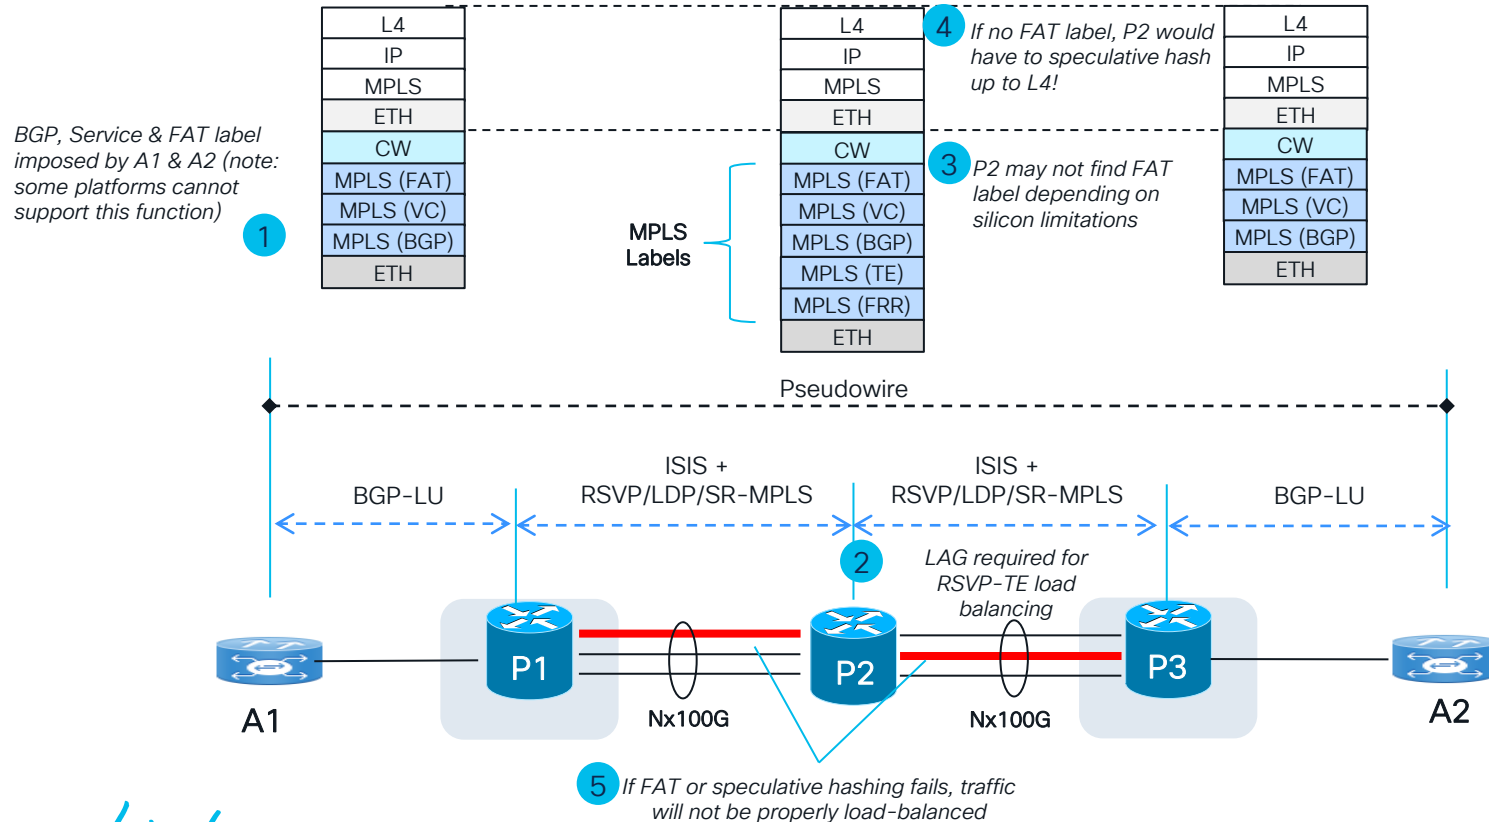 L4
IP
MPLS
ETH
CW
MPLS (FAT)
MPLS (VC)
MPLS (BGP)
ETH
L4
IP
MPLS
ETH
CW
MPLS (FAT)
MPLS (VC)
MPLS (BGP)
MPLS (TE)
MPLS (FRR)
ETH
L4
IP
MPLS
ETH
CW
MPLS (FAT)
MPLS (VC)
MPLS (BGP)
ETH
BGP, Service & FAT label
imposed by A1 & A2 (note:
some platforms cannot
support this function)
1
MPLS
Labels
4
If no FAT label, P2 would
have to speculative hash
up to L4!
3
P2 may not find FAT
label depending on
silicon limitations
Pseudowire
BGP-LU
ISIS +
RSVP/LDP/SR-MPLS
ISIS +
RSVP/LDP/SR-MPLS
BGP-LU
2
LAG required for
RSVP-TE load
balancing
A1
P1
Nx100G
P2
Nx100G
P3
A2
5
If FAT or speculative hashing fails, traffic
will not be properly load-balanced